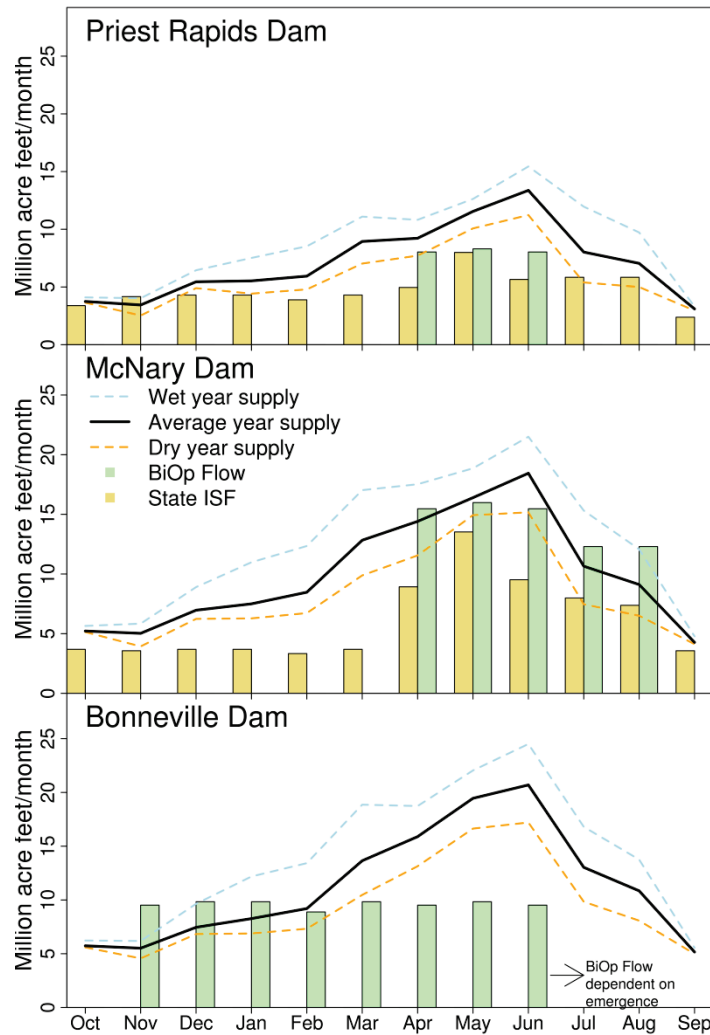 Priest Rapids Dam
Million acre feet/month
25
20
15
10
5
0
McNary Dam
Wet year supply
Average year supply
Dry year supply
BiOp Flow
State ISF
Million acre feet/month
25
20
15
10
5
0
Bonneville Dam
Million acre feet/month
25
20
15
10
5
0
BiOp Flow
dependent on
emergence
Oct Nov Dec Jan Feb Mar Apr May Jun Jul Aug Sep